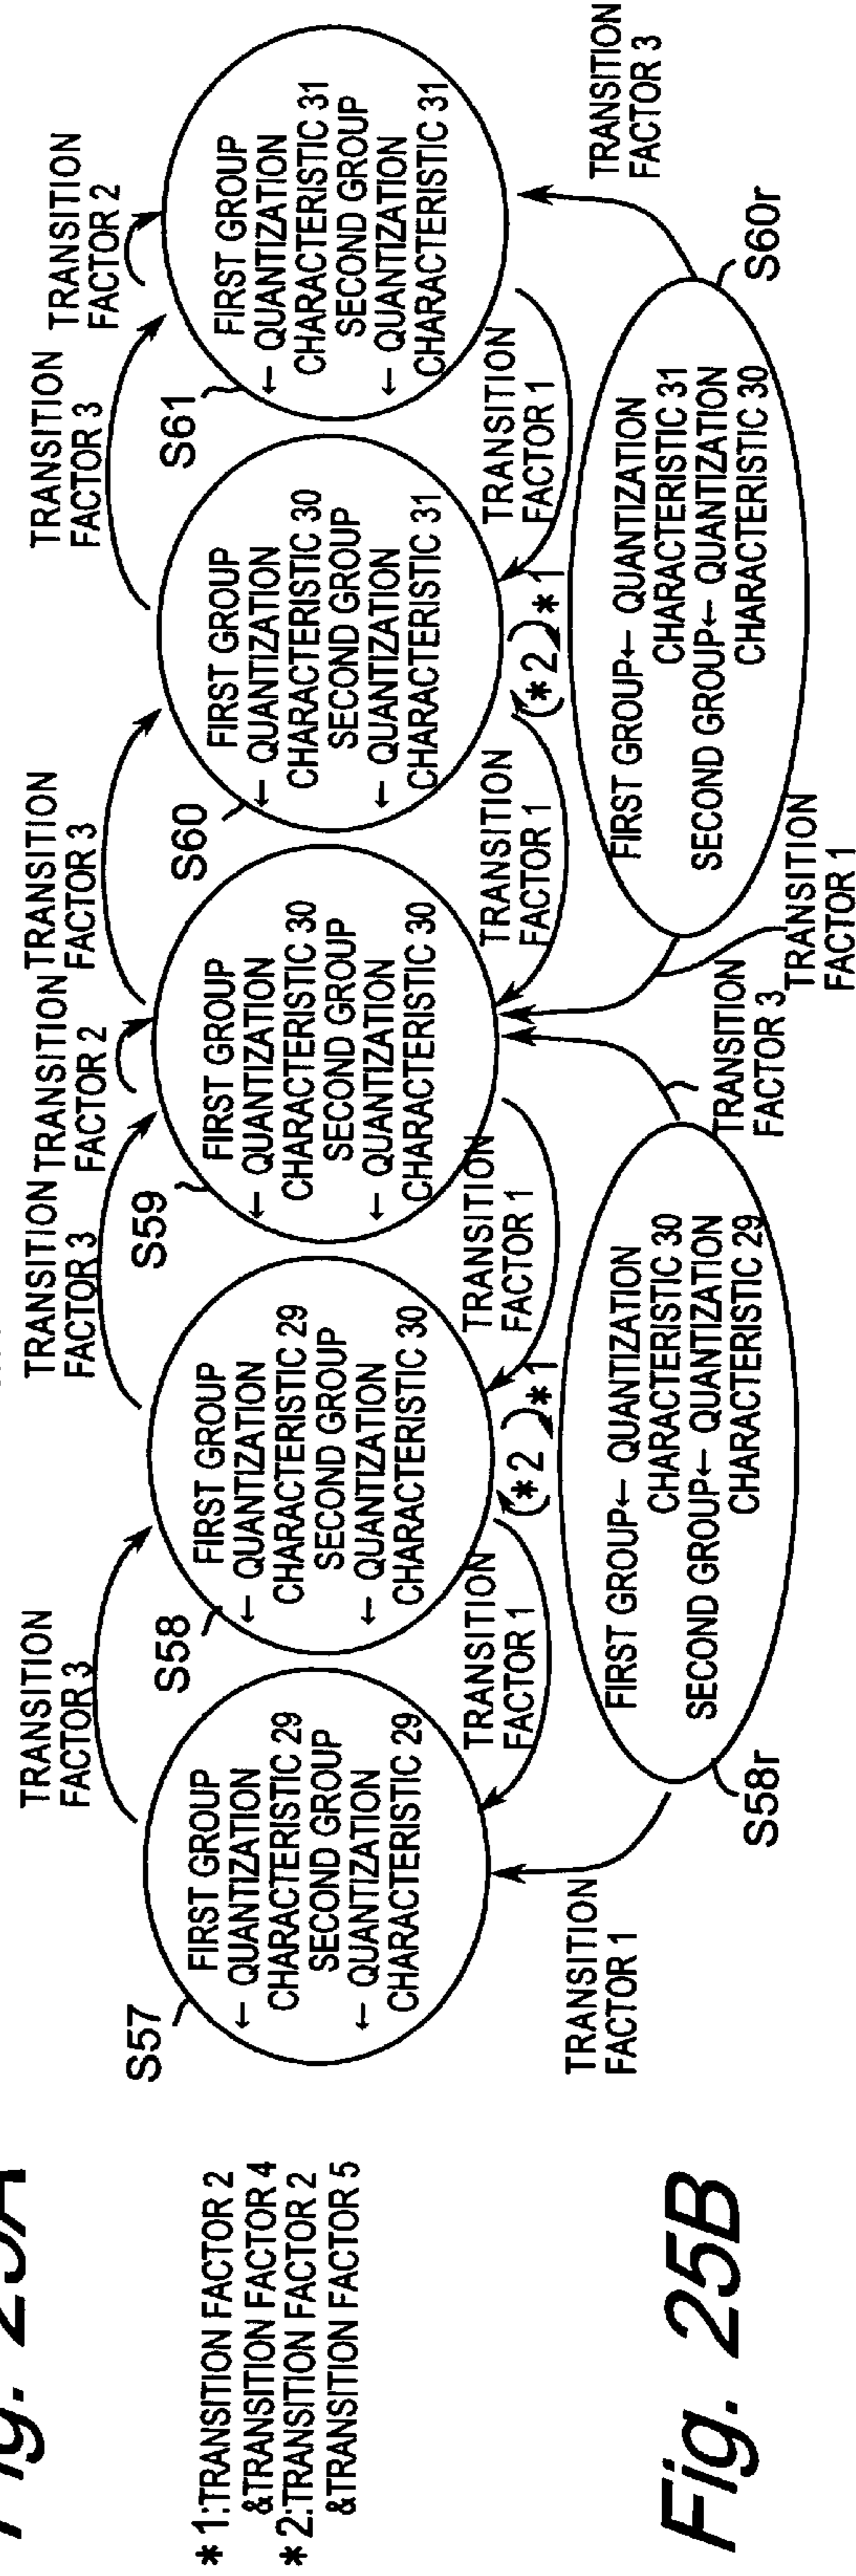 Fig. 25A
*1:TRANSITION FACTOR 2
&TRANSITION FACTOR 4
*2:TRANSITION FACTOR 2
&TRANSITION FACTOR 5
Fig. 25B
TRANSITION
FACTOR 3
TRANSITION
FACTOR 3
TRANSITION
FACTOR 2
TRANSITION
FACTOR 3
TRANSITION
FACTOR 3
TRANSITION
FACTOR 2
S57
FIRST GROUP
← QUANTIZATION
CHARACTERISTIC 29
SECOND GROUP
← QUANTIZATION
CHARACTERISTIC 29
S58
FIRST GROUP
← QUANTIZATION
CHARACTERISTIC 29
SECOND GROUP
← QUANTIZATION
CHARACTERISTIC 30
S59
FIRST GROUP
← QUANTIZATION
CHARACTERISTIC 30
SECOND GROUP
← QUANTIZATION
CHARACTERISTIC 30
S60
FIRST GROUP
← QUANTIZATION
CHARACTERISTIC 30
SECOND GROUP
← QUANTIZATION
CHARACTERISTIC 31
S61
FIRST GROUP
← QUANTIZATION
CHARACTERISTIC 31
SECOND GROUP
← QUANTIZATION
CHARACTERISTIC 31
TRANSITION
FACTOR 1
TRANSITION
FACTOR 1
TRANSITION
FACTOR 1
TRANSITION
FACTOR 1
(*2)*1
(*2)*1
TRANSITION
FACTOR 1
S58r
FIRST GROUP← QUANTIZATION
CHARACTERISTIC 30
SECOND GROUP← QUANTIZATION
CHARACTERISTIC 29
TRANSITION
FACTOR 3
TRANSITION
FACTOR 1
FIRST GROUP← QUANTIZATION
CHARACTERISTIC 31
SECOND GROUP← QUANTIZATION
CHARACTERISTIC 30
S60r
TRANSITION
FACTOR 3